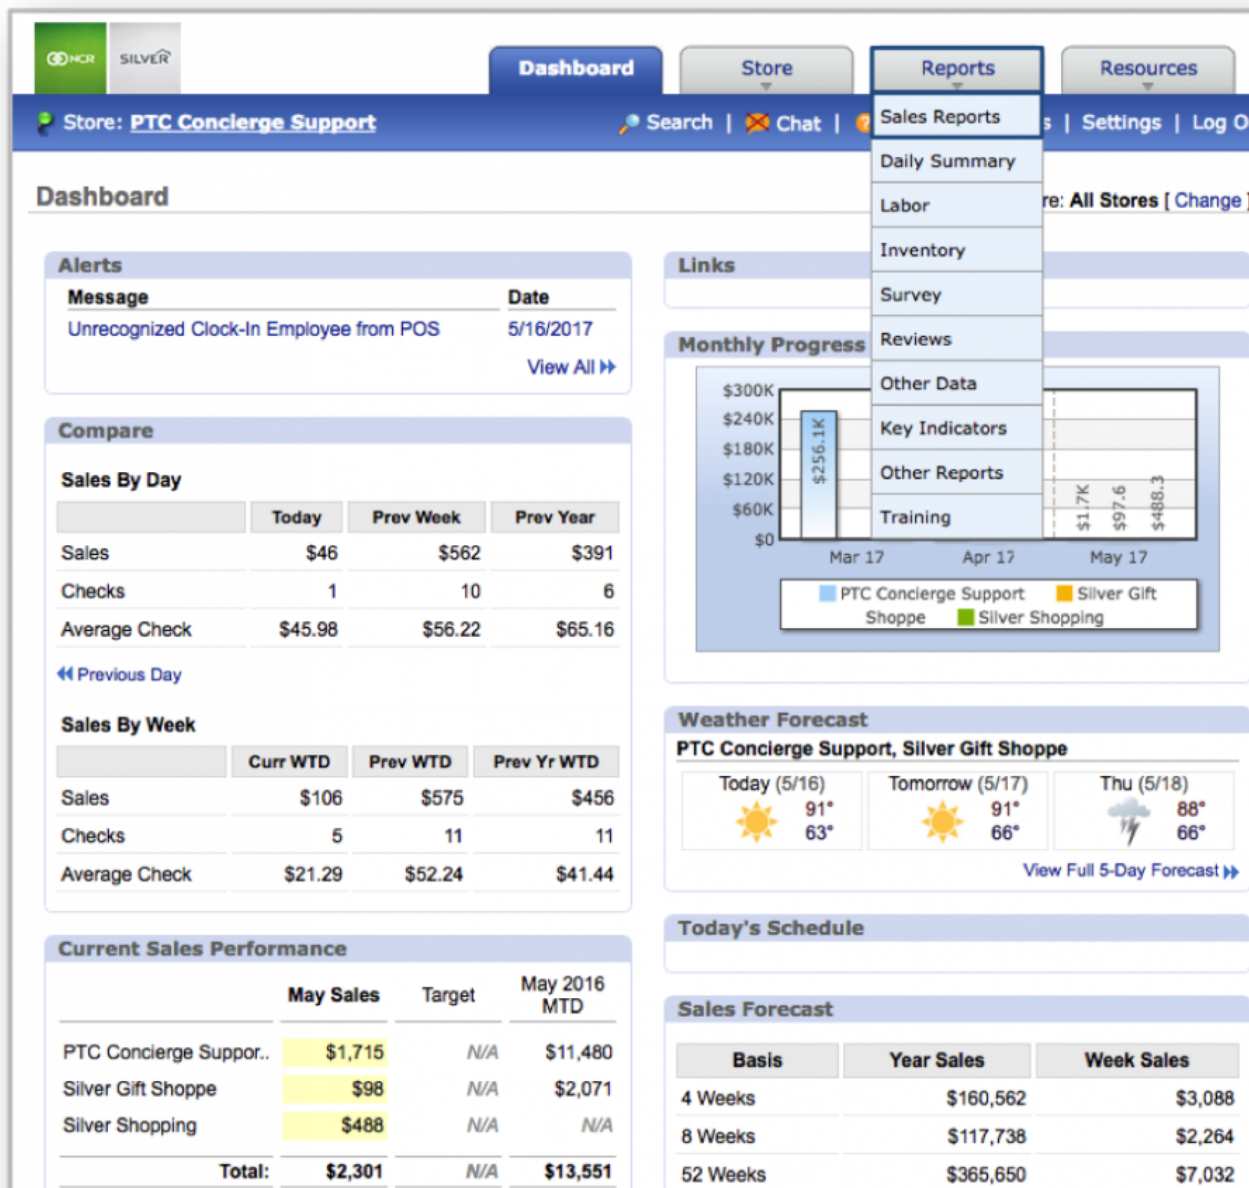 NCR SILVER
Dashboard Store Reports Resources
Store: PTC Concierge Support Search | Chat | s | Settings | Log O
Sales Reports
Daily Summary
Labor
Inventory
Survey
Reviews
Other Data
Key Indicators
Other Reports
Training
Dashboard
re: All Stores [ Change ]
Alerts
Message Date
Unrecognized Clock-In Employee from POS 5/16/2017
View All
Compare
Sales By Day
Today Prev Week Prev Year
Sales $46 $562 $391
Checks 1 10 6
Average Check $45.98 $56.22 $65.16
Previous Day
Sales By Week
Curr WTD Prev WTD Prev Yr WTD
Sales $106 $575 $456
Checks 5 11 11
Average Check $21.29 $52.24 $41.44
Current Sales Performance
May Sales Target May 2016
MTD
PTC Concierge Suppor.. $1,715 N/A $11,480
Silver Gift Shoppe $98 N/A $2,071
Silver Shopping $488 N/A N/A
Total: $2,301 N/A $13,551
Links
Monthly Progress
$300K
$240K
$180K
$120K
$60K
$0
$256.1K
$1.7K
$97.6
$488.3
Mar 17 Apr 17 May 17
PTC Concierge Support Silver Gift
Shoppe Silver Shopping
Weather Forecast
PTC Concierge Support, Silver Gift Shoppe
Today (5/16) Tomorrow (5/17) Thu (5/18)
91° 91° 88°
63° 66° 66°
View Full 5-Day Forecast
Today's Schedule
Sales Forecast
Basis Year Sales Week Sales
4 Weeks $160,562 $3,088
8 Weeks $117,738 $2,264
52 Weeks $365,650 $7,032